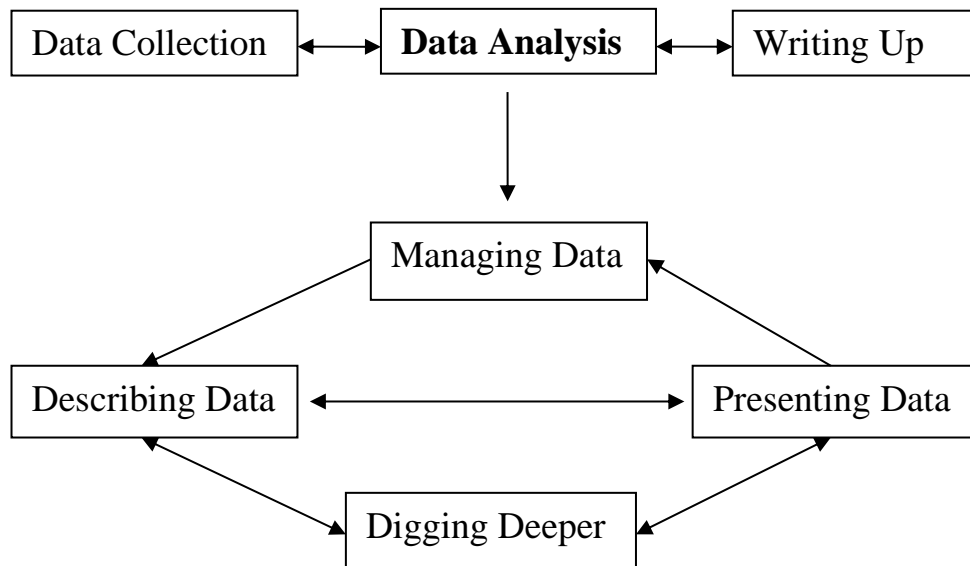 Data Collection
Data Analysis
Writing Up
Managing Data
Describing Data
Presenting Data
Digging Deeper